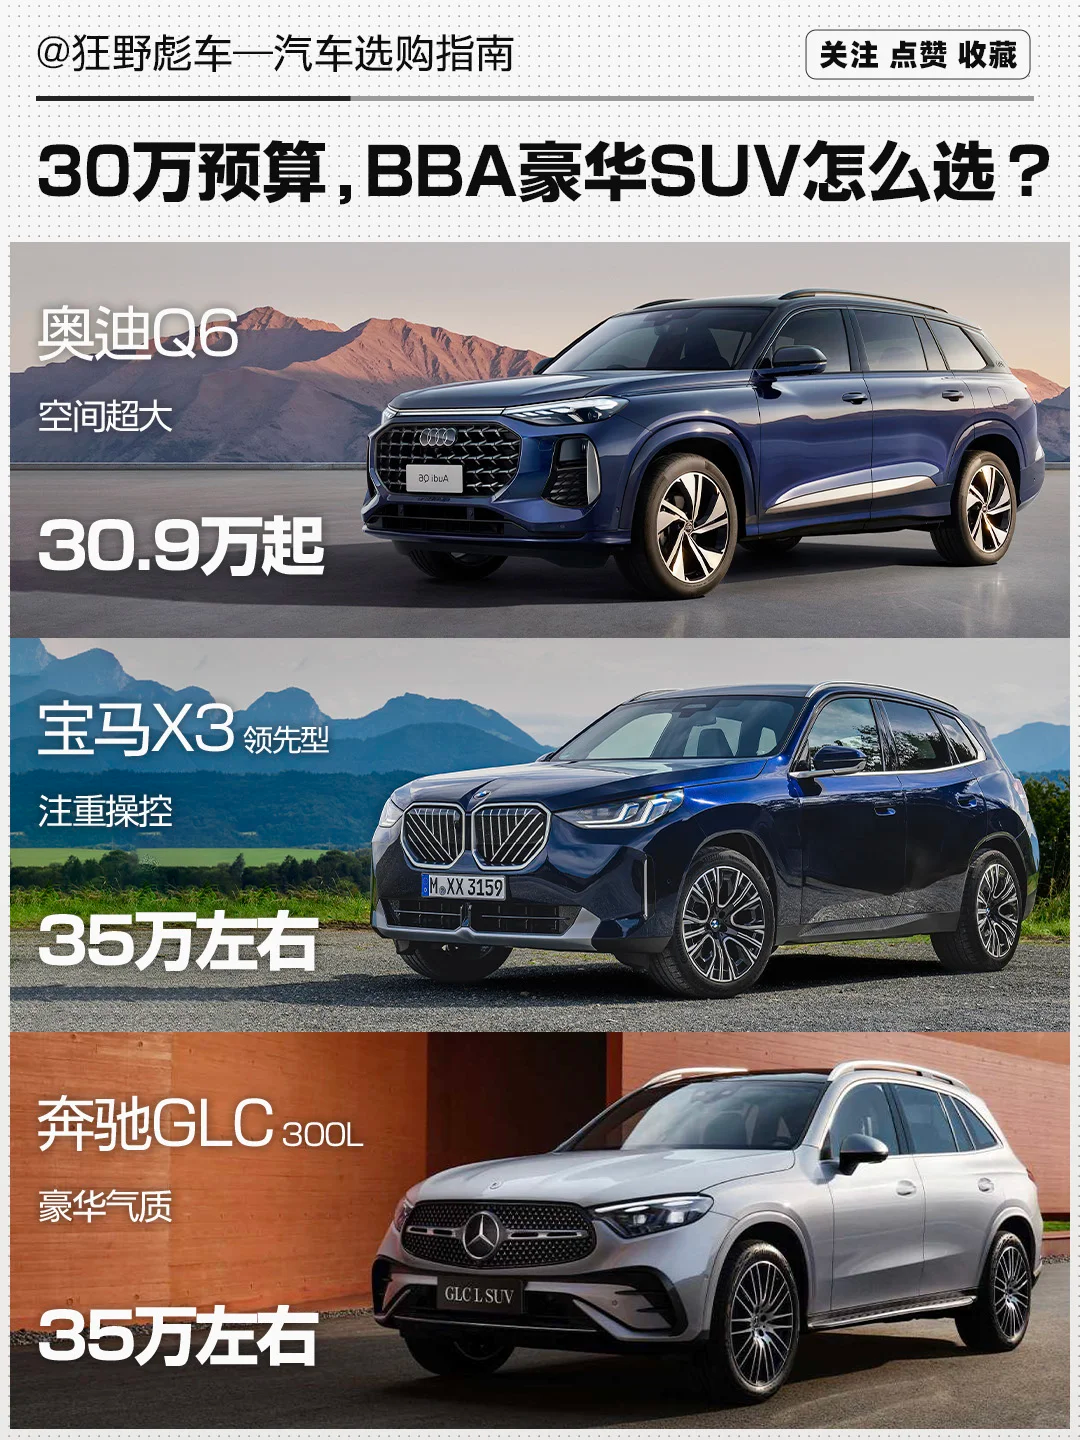 @狂野彪车—汽车选购指南
关注 点赞 收藏
30万预算,BBA豪华SUV怎么选?
奥迪Q6
空间超大
30.9万起
Audi Q6
宝马X3 领先型
注重操控
35万左右
M XX 3159
奔驰GLC 300L
豪华气质
35万左右
GLC L SUV